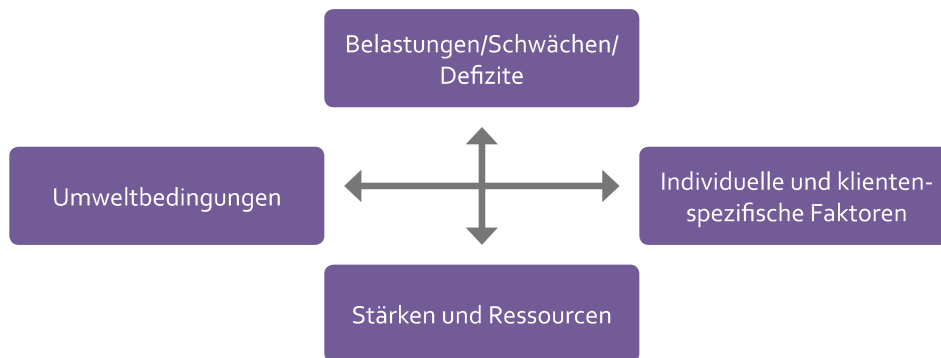 Belastungen/Schwächen/
Defizite
Umweltbedingungen
Individuelle und klienten-
spezifische Faktoren
Stärken und Ressourcen